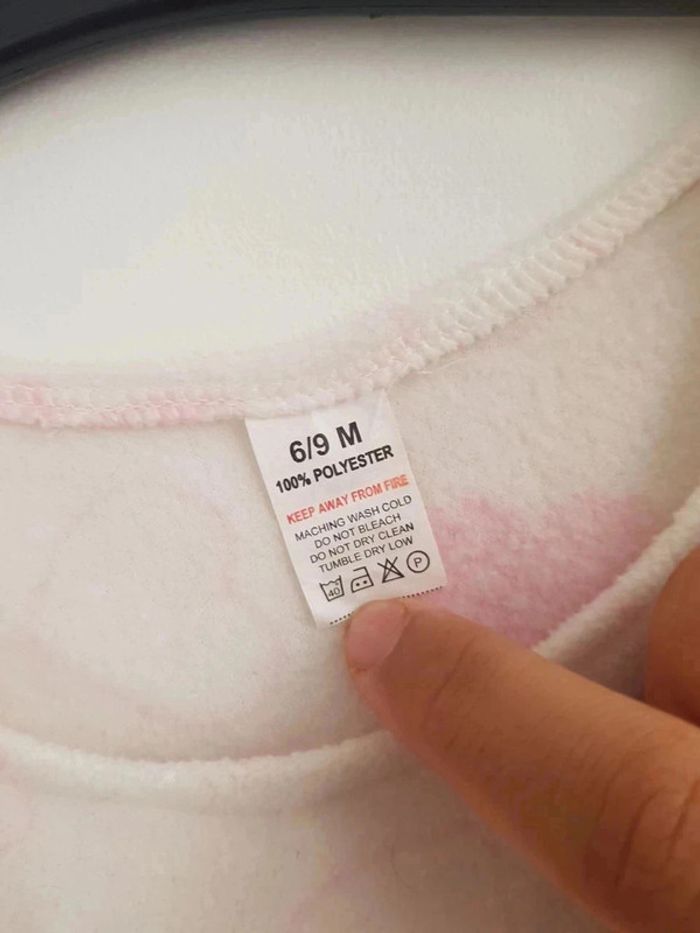 6/9 M
100% POLYESTER
KEEP AWAY FROM FIRE
MACHING WASH COLD
DO NOT BLEACH
DO NOT DRY CLEAN
TUMBLE DRY LOW
40 P